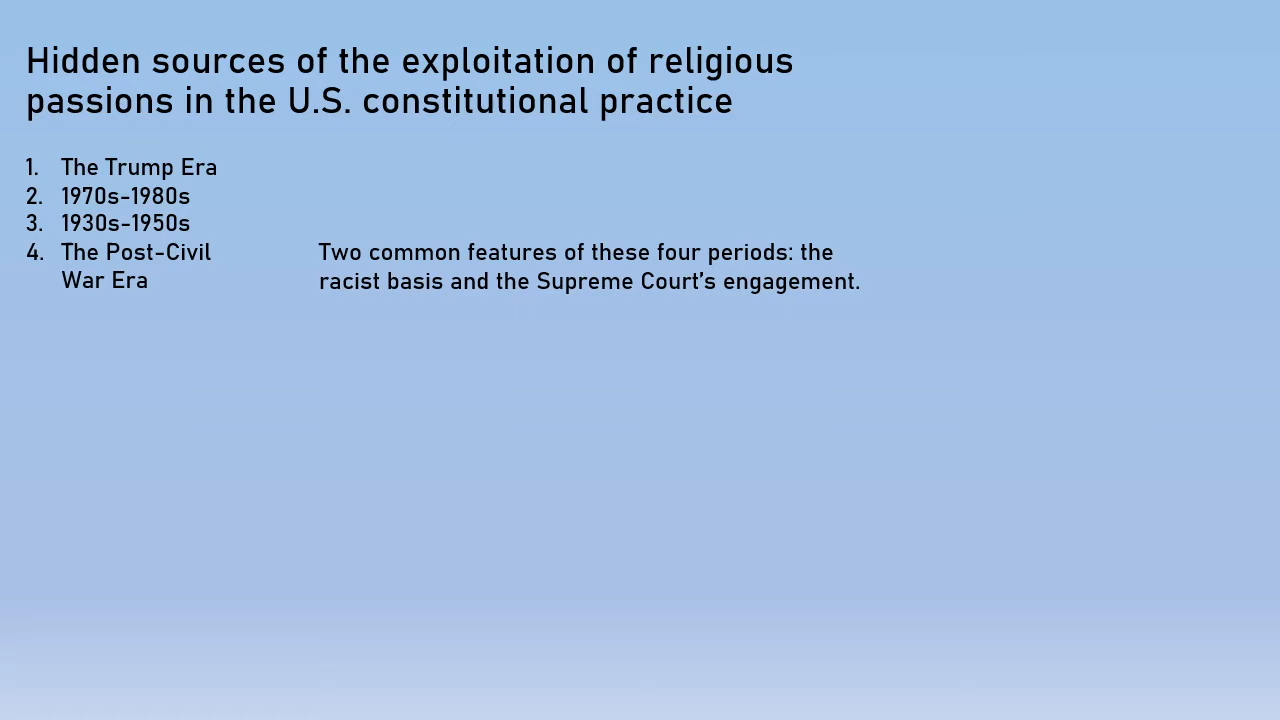 Hidden sources of the exploitation of religious
passions in the U.S. constitutional practice
1. The Trump Era
2. 1970s-1980s
3. 1930s-1950s
4. The Post-Civil
War Era
Two common features of these four periods: the
racist basis and the Supreme Court’s engagement.